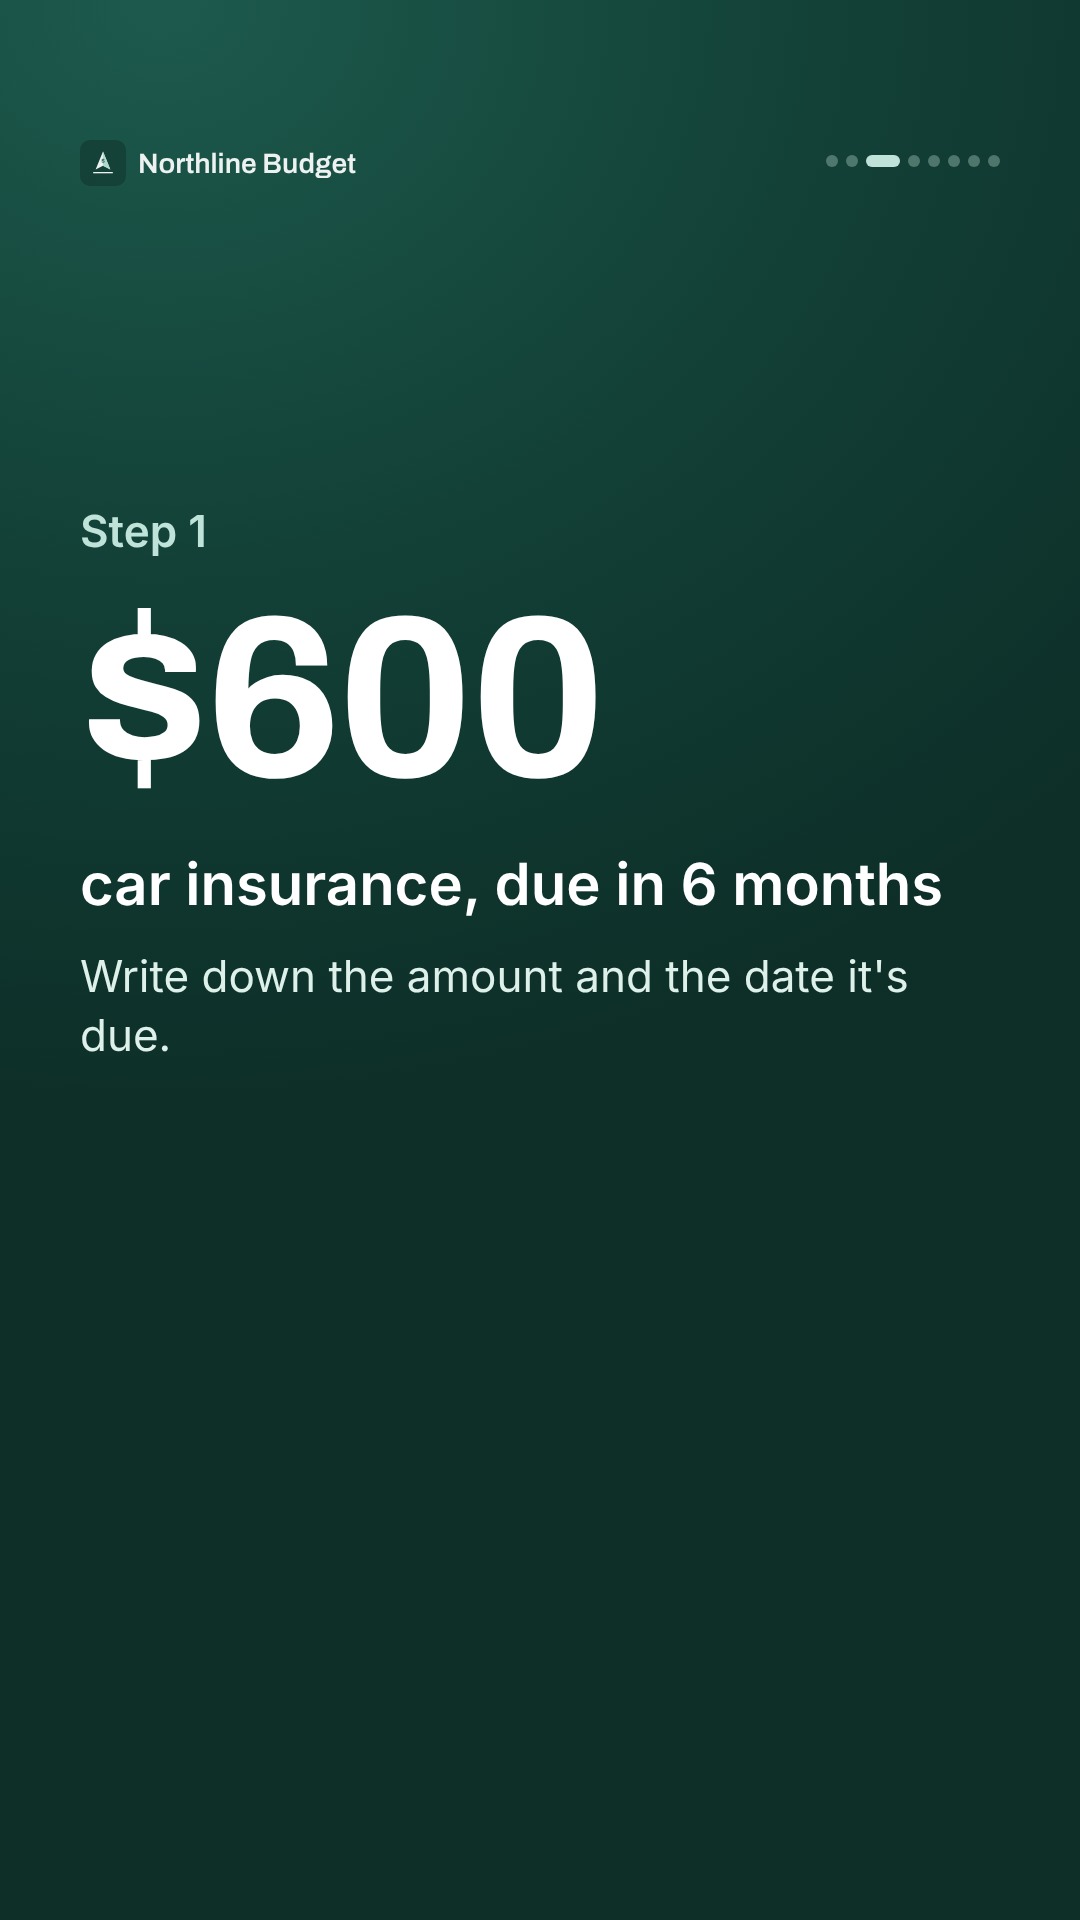 Northline Budget
Step 1
$600
car insurance, due in 6 months
Write down the amount and the date it's
due.